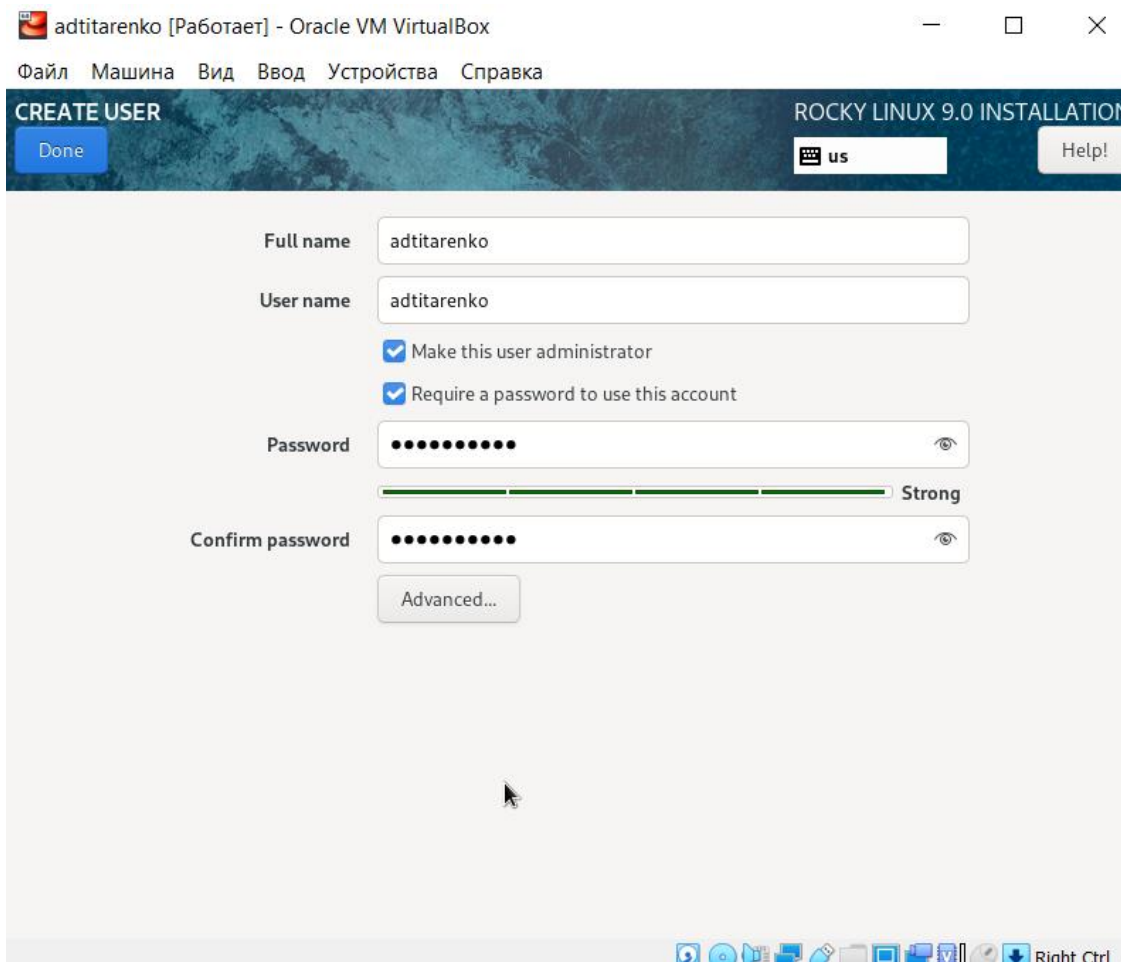 adtitarenko [Работает] - Oracle VM VirtualBox
Файл Машина Вид Ввод Устройства Справка
CREATE USER
ROCKY LINUX 9.0 INSTALLATION
Done
us
Help!
Full name
adtitarenko
User name
adtitarenko
Make this user administrator
Require a password to use this account
Password
●●●●●●●●●●
Strong
Confirm password
●●●●●●●●●●
Advanced...
Right Ctrl